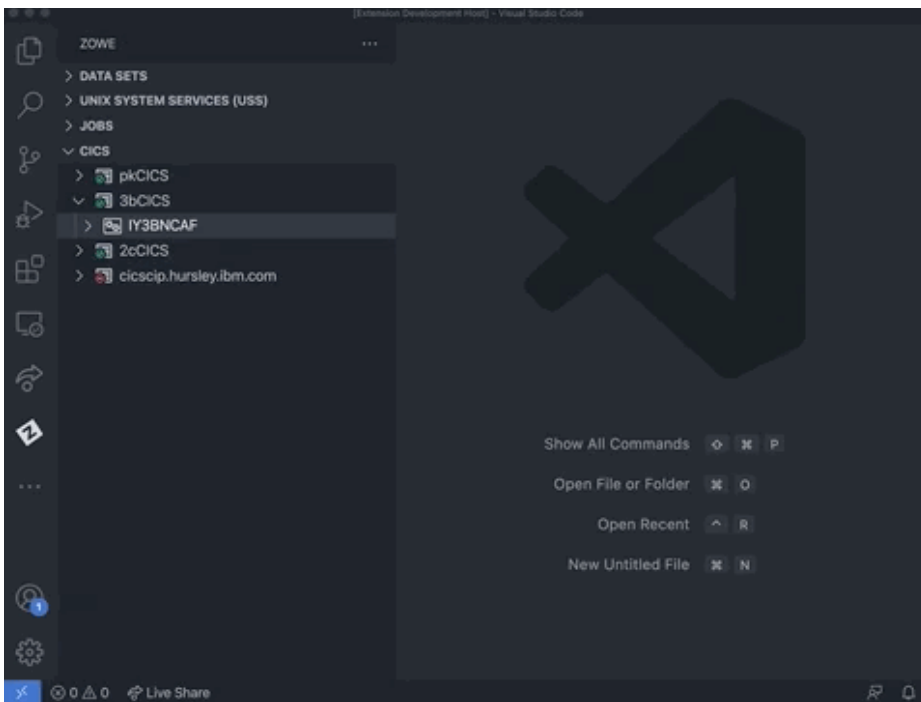 [Extension Development Host] - Visual Studio Code
ZOWE
DATA SETS
UNIX SYSTEM SERVICES (USS)
JOBS
CICS
pkCICS
3bCICS
IY3BNCAF
2cCICS
cicscip.hursley.ibm.com
Show All Commands ⇧ ⌘ P
Open File or Folder ⌘ O
Open Recent ^ R
New Untitled File ⌘ N
Z
1
0 0 Live Share